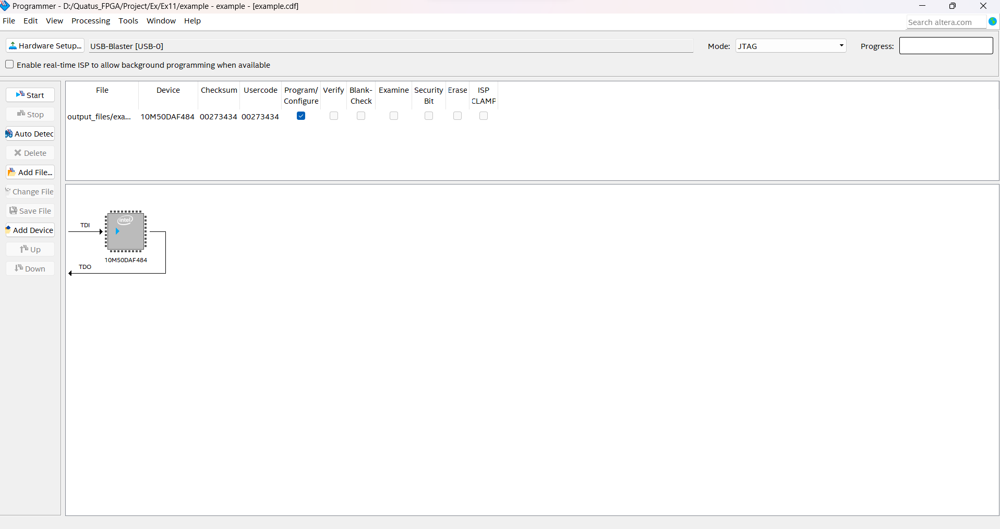 Programmer - D:/Quatus_FPGA/Project/Ex/Ex11/example - example - [example.cdf]
File Edit View Processing Tools Window Help
Search altera.com
Hardware Setup... USB-Blaster [USB-0] Mode: JTAG Progress:
Enable real-time ISP to allow background programming when available
Start
Stop
Auto Detec
Delete
Add File...
Change File
Save File
Add Device
Up
Down
File Device Checksum Usercode Program/ Verify Blank- Examine Security Erase ISP
Configure Check Bit CLAMP
output_files/exa... 10M50DAF484 00273434 00273434
intel
TDI
10M50DAF484
TDO